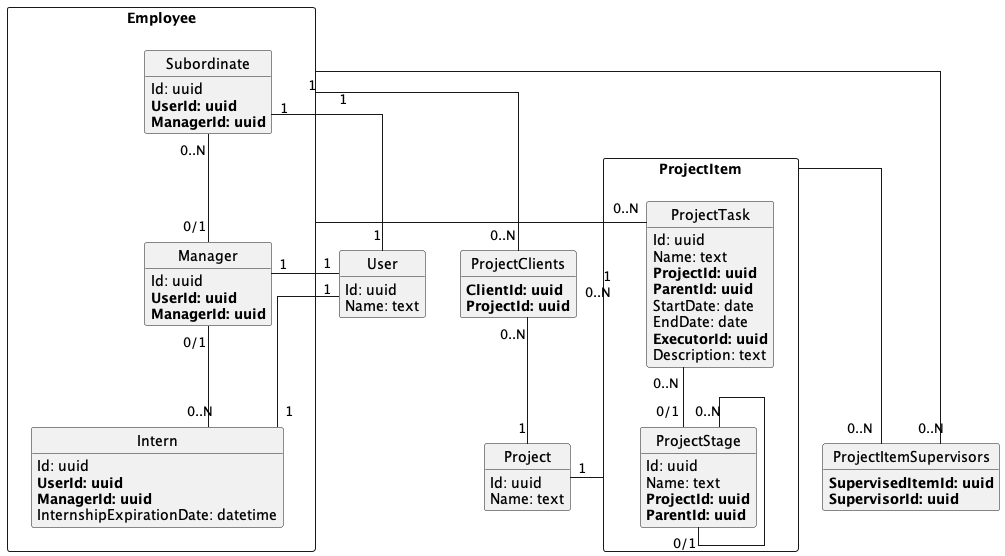 Employee
Subordinate
Id: uuid
UserId: uuid
ManagerId: uuid
1
1
1
0..N
0/1
Manager
Id: uuid
UserId: uuid
ManagerId: uuid
1
1
1
1
User
Id: uuid
Name: text
0/1
0..N
1
Intern
Id: uuid
UserId: uuid
ManagerId: uuid
InternshipExpirationDate: datetime
0..N
ProjectClients
ClientId: uuid
ProjectId: uuid
0..N
1
Project
Id: uuid
Name: text
1
1
0..N
ProjectItem
0..N
ProjectTask
Id: uuid
Name: text
ProjectId: uuid
ParentId: uuid
StartDate: date
EndDate: date
ExecutorId: uuid
Description: text
0..N
0/1
0..N
ProjectStage
Id: uuid
Name: text
ProjectId: uuid
ParentId: uuid
0/1
0..N
0..N
ProjectItemSupervisors
SupervisedItemId: uuid
SupervisorId: uuid